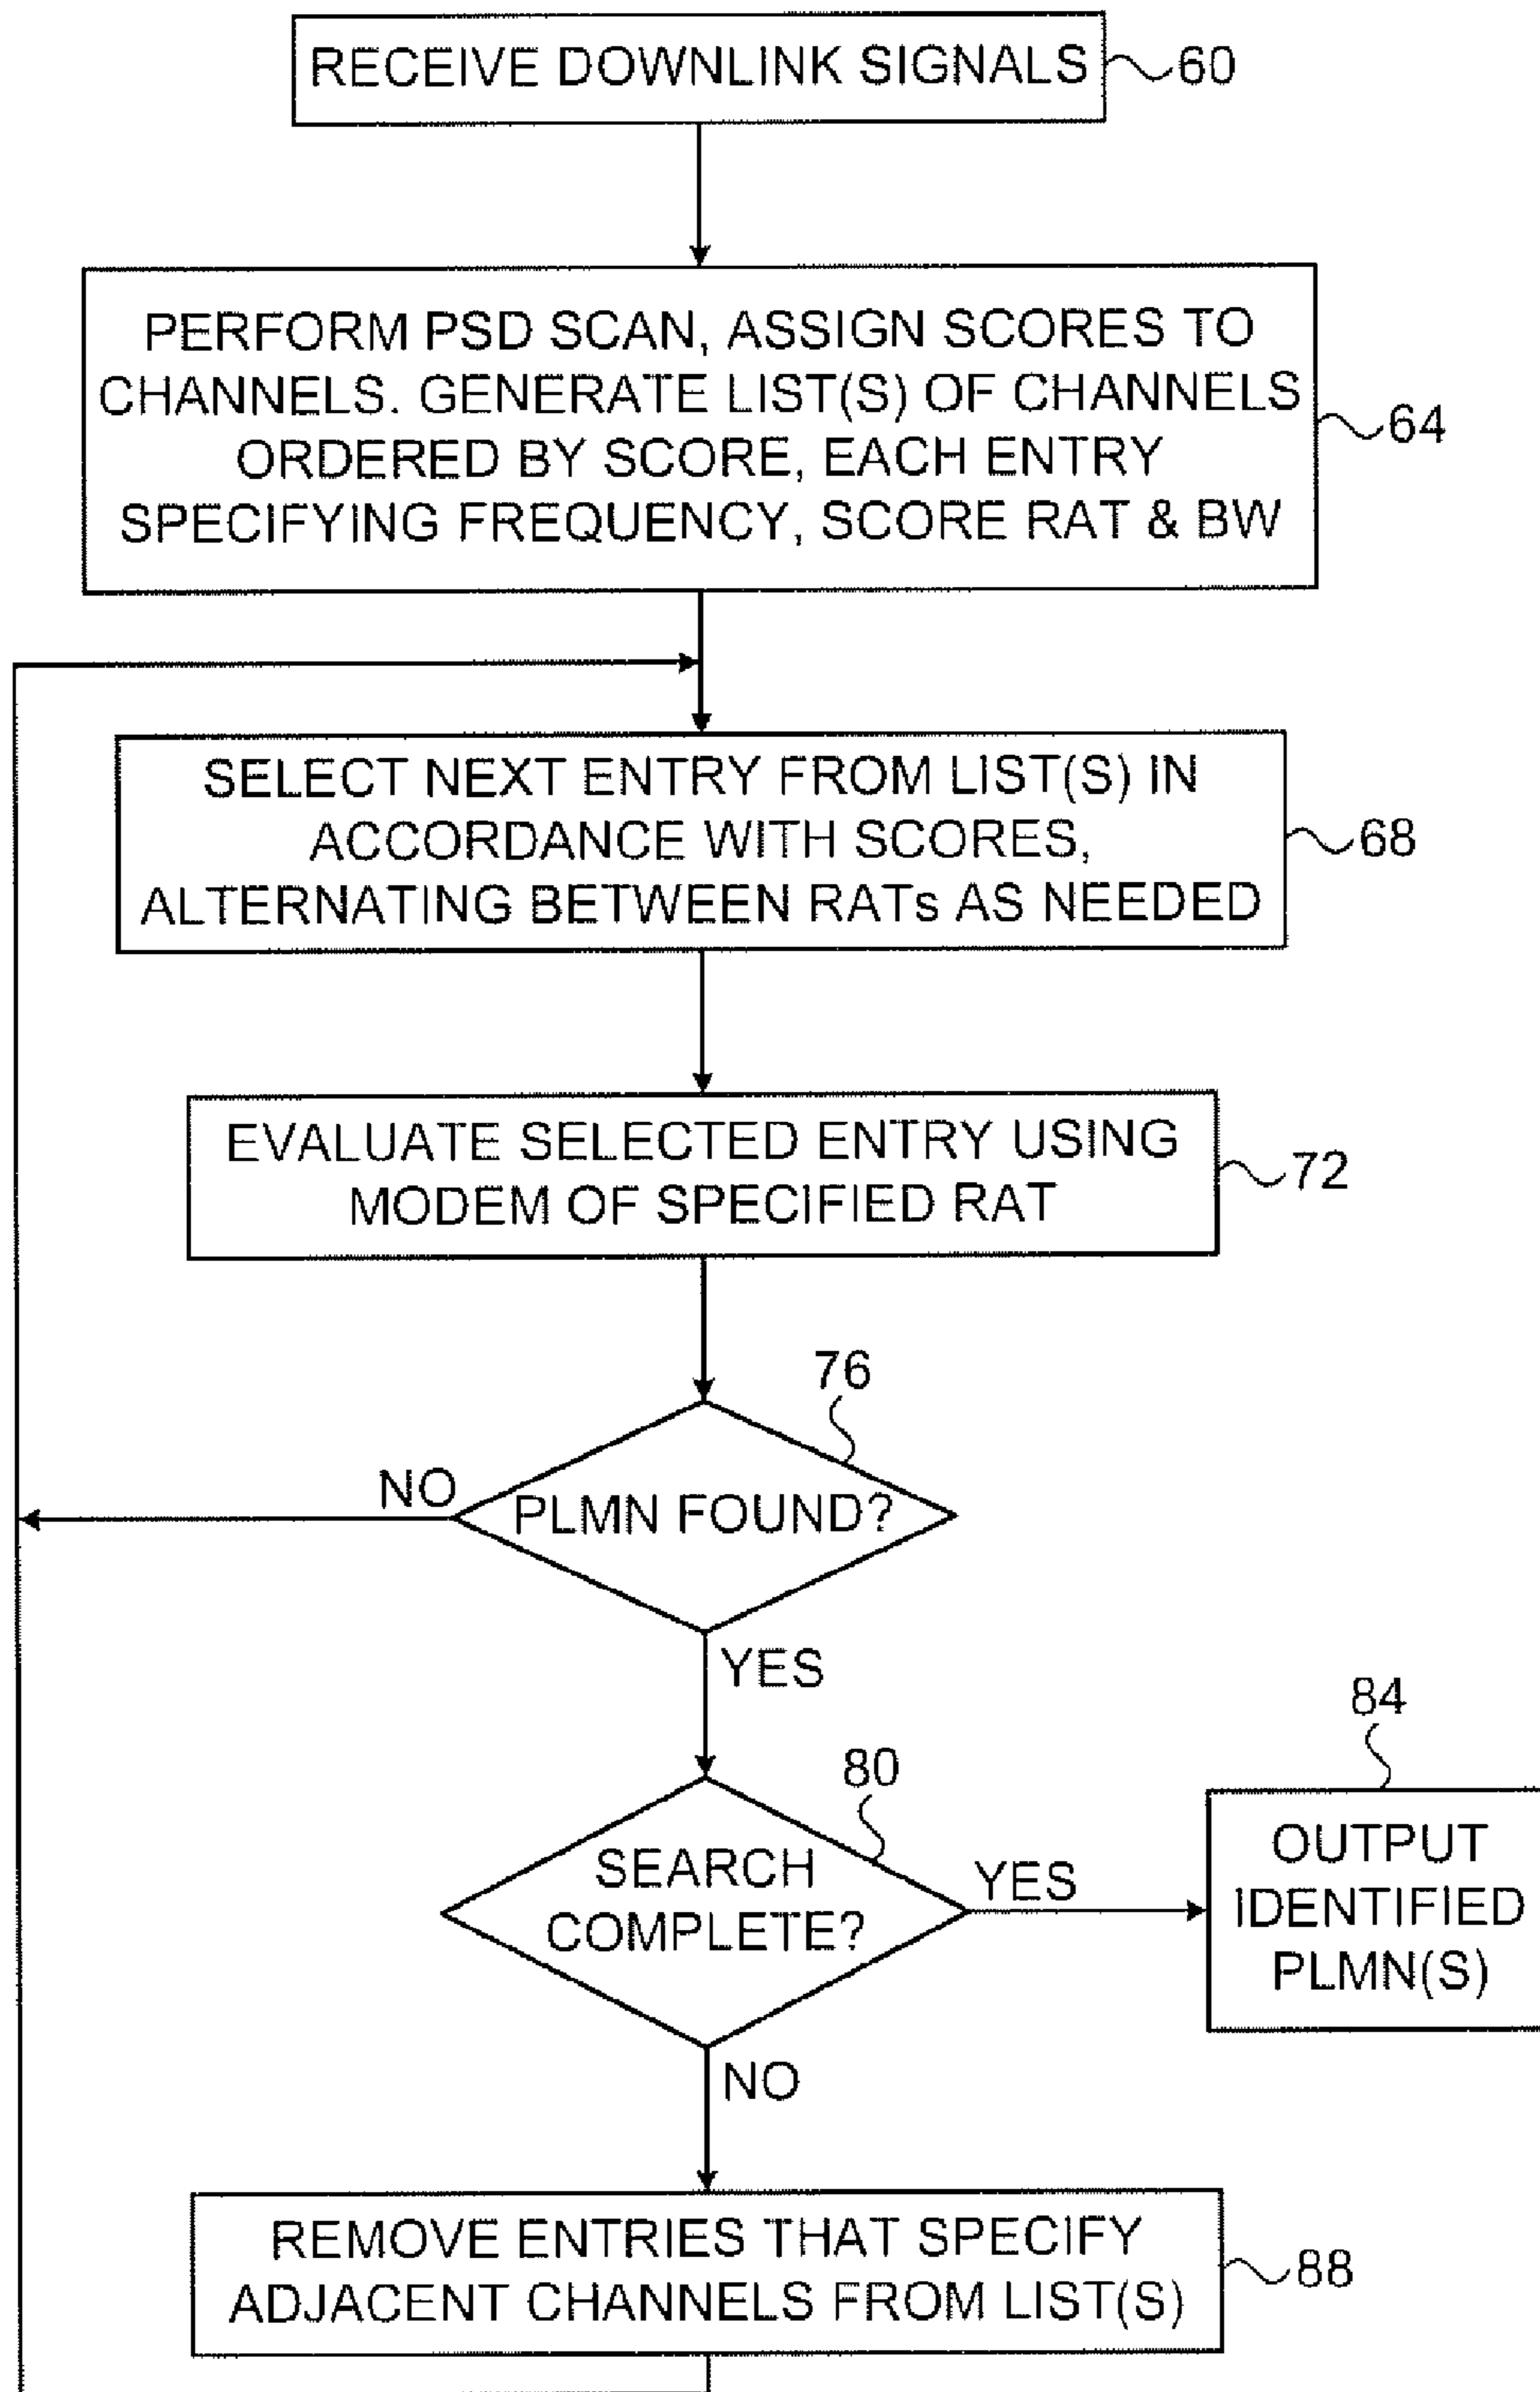 RECEIVE DOWNLINK SIGNALS
60
PERFORM PSD SCAN, ASSIGN SCORES TO
CHANNELS. GENERATE LIST(S) OF CHANNELS
ORDERED BY SCORE, EACH ENTRY
SPECIFYING FREQUENCY, SCORE RAT & BW
64
SELECT NEXT ENTRY FROM LIST(S) IN
ACCORDANCE WITH SCORES,
ALTERNATING BETWEEN RATs AS NEEDED
68
EVALUATE SELECTED ENTRY USING
MODEM OF SPECIFIED RAT
72
76
NO
PLMN FOUND?
YES
80
84
SEARCH
COMPLETE?
YES
OUTPUT
IDENTIFIED
PLMN(S)
NO
REMOVE ENTRIES THAT SPECIFY
ADJACENT CHANNELS FROM LIST(S)
88